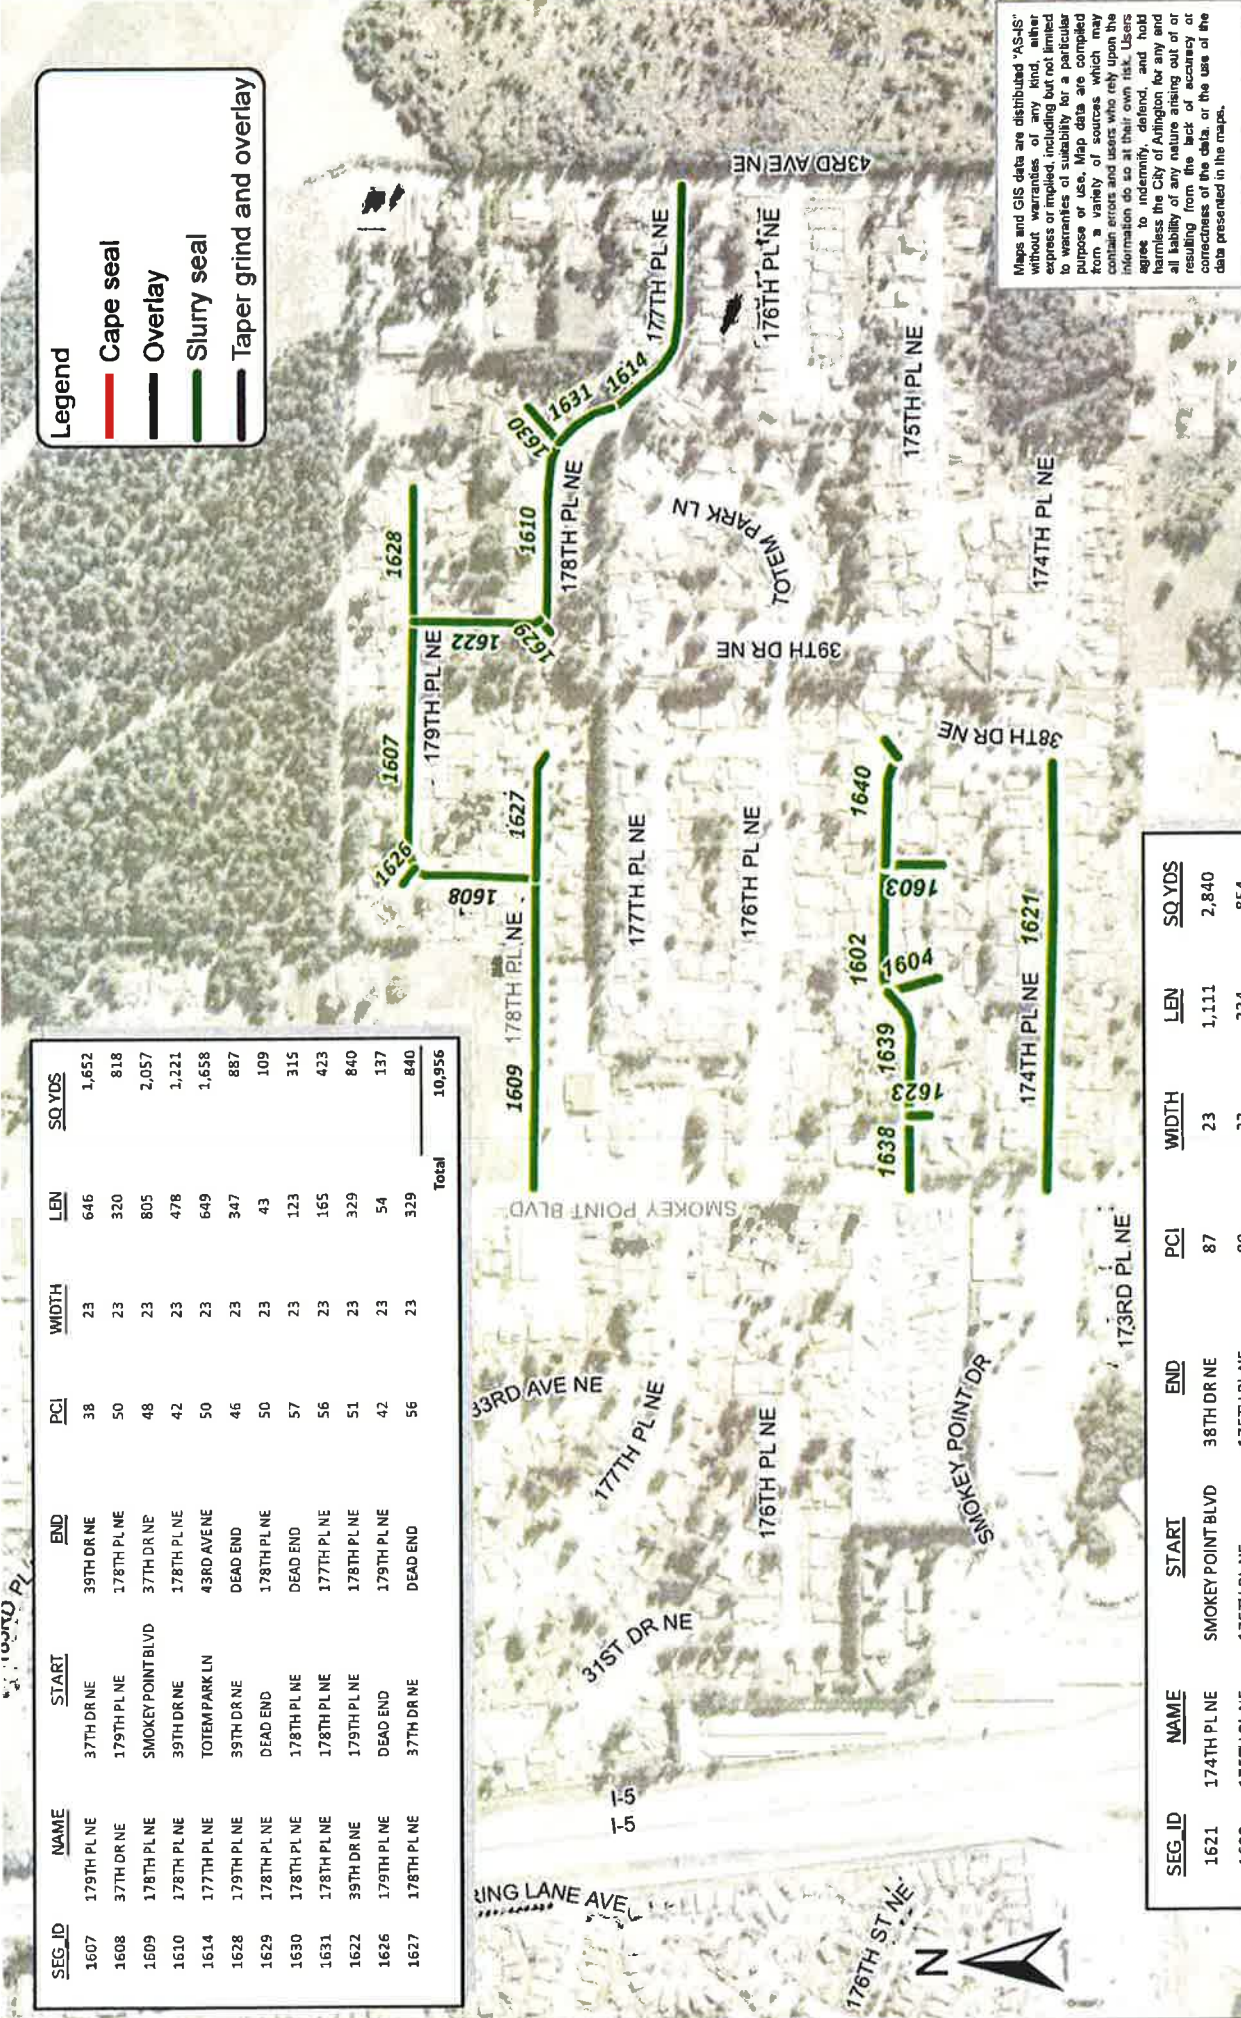 Legend
Cape seal
Overlay
Slurry seal
Taper grind and overlay
SEG_ID NAME START END PCI WIDTH LEN SQ YDS
1607 179TH PL NE 37TH DR NE 39TH DR NE 38 23 646 1,652
1608 37TH DR NE 179TH PL NE 178TH PL NE 50 23 320 818
1609 178TH PL NE SMOKEY POINT BLVD 37TH DR NE 48 23 805 2,057
1610 178TH PL NE 39TH DR NE 178TH PL NE 42 23 478 1,221
1614 177TH PL NE TOTEM PARK LN 43RD AVE NE 50 23 649 1,658
1628 179TH PL NE 39TH DR NE DEAD END 46 23 347 887
1629 178TH PL NE DEAD END 178TH PL NE 50 23 43 109
1630 178TH PL NE 178TH PL NE DEAD END 57 23 123 315
1631 178TH PL NE 178TH PL NE 177TH PL NE 56 23 165 423
1622 39TH DR NE 179TH PL NE 178TH PL NE 51 23 329 840
1626 179TH PL NE DEAD END 179TH PL NE 42 23 54 137
1627 178TH PL NE 37TH DR NE DEAD END 56 23 329 840
Total 10,956
1628
1607
1626
179TH PL NE
1622
1629
1608
1610
178TH PL NE
1630
1631
1614
177TH PL NE
43RD AVE NE
1627
178TH PL NE
1609
SMOKEY POINT BLVD
33RD AVE NE
177TH PL NE
31ST DR NE
I-5
I-5
RING LANE AVE
177TH PL NE
TOTEM PARK LN
39TH DR NE
176TH PL NE
176TH PL NE
176TH PL NE
1640
1603
1602
1604
1639
1623
1638
38TH DR NE
175TH PL NE
174TH PL NE
1621
174TH PL NE
SMOKEY POINT DR
173RD PL NE
176TH ST NE
N
Maps and GIS data are distributed "AS-IS"
without warranties of any kind, either
express or implied, including but not limited
to warranties of suitability for a particular
purpose or use. Map data are compiled
from a variety of sources which may
contain errors and users who rely upon the
information do so at their own risk. Users
agree to indemnify, defend, and hold
harmless the City of Arlington for any and
all liability of any nature arising out of or
resulting from the lack of accuracy or
correctness of the data, or the use of the
data presented in the maps.
SEG_ID NAME START END PCI WIDTH LEN SQ YDS
1621 174TH PL NE SMOKEY POINT BLVD 38TH DR NE 87 23 1,111 2,840